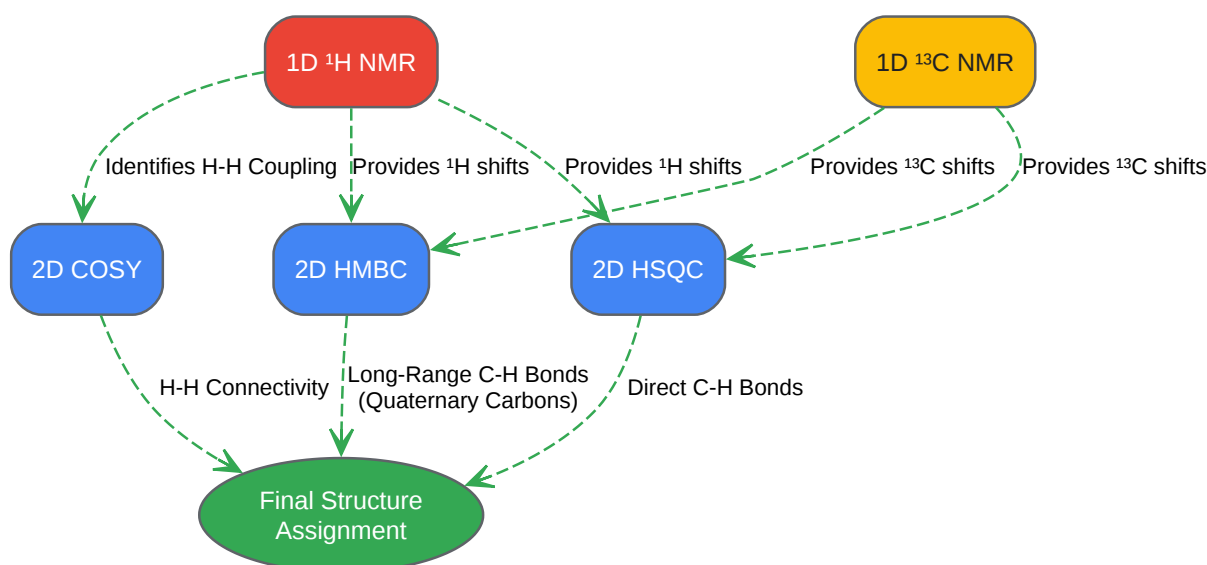 1D ¹H NMR
1D ¹³C NMR
Identifies H-H Coupling
Provides ¹H shifts
Provides ¹H shifts
Provides ¹³C shifts
Provides ¹³C shifts
2D COSY
2D HMBC
2D HSQC
H-H Connectivity
Long-Range C-H Bonds
(Quaternary Carbons)
Direct C-H Bonds
Final Structure
Assignment